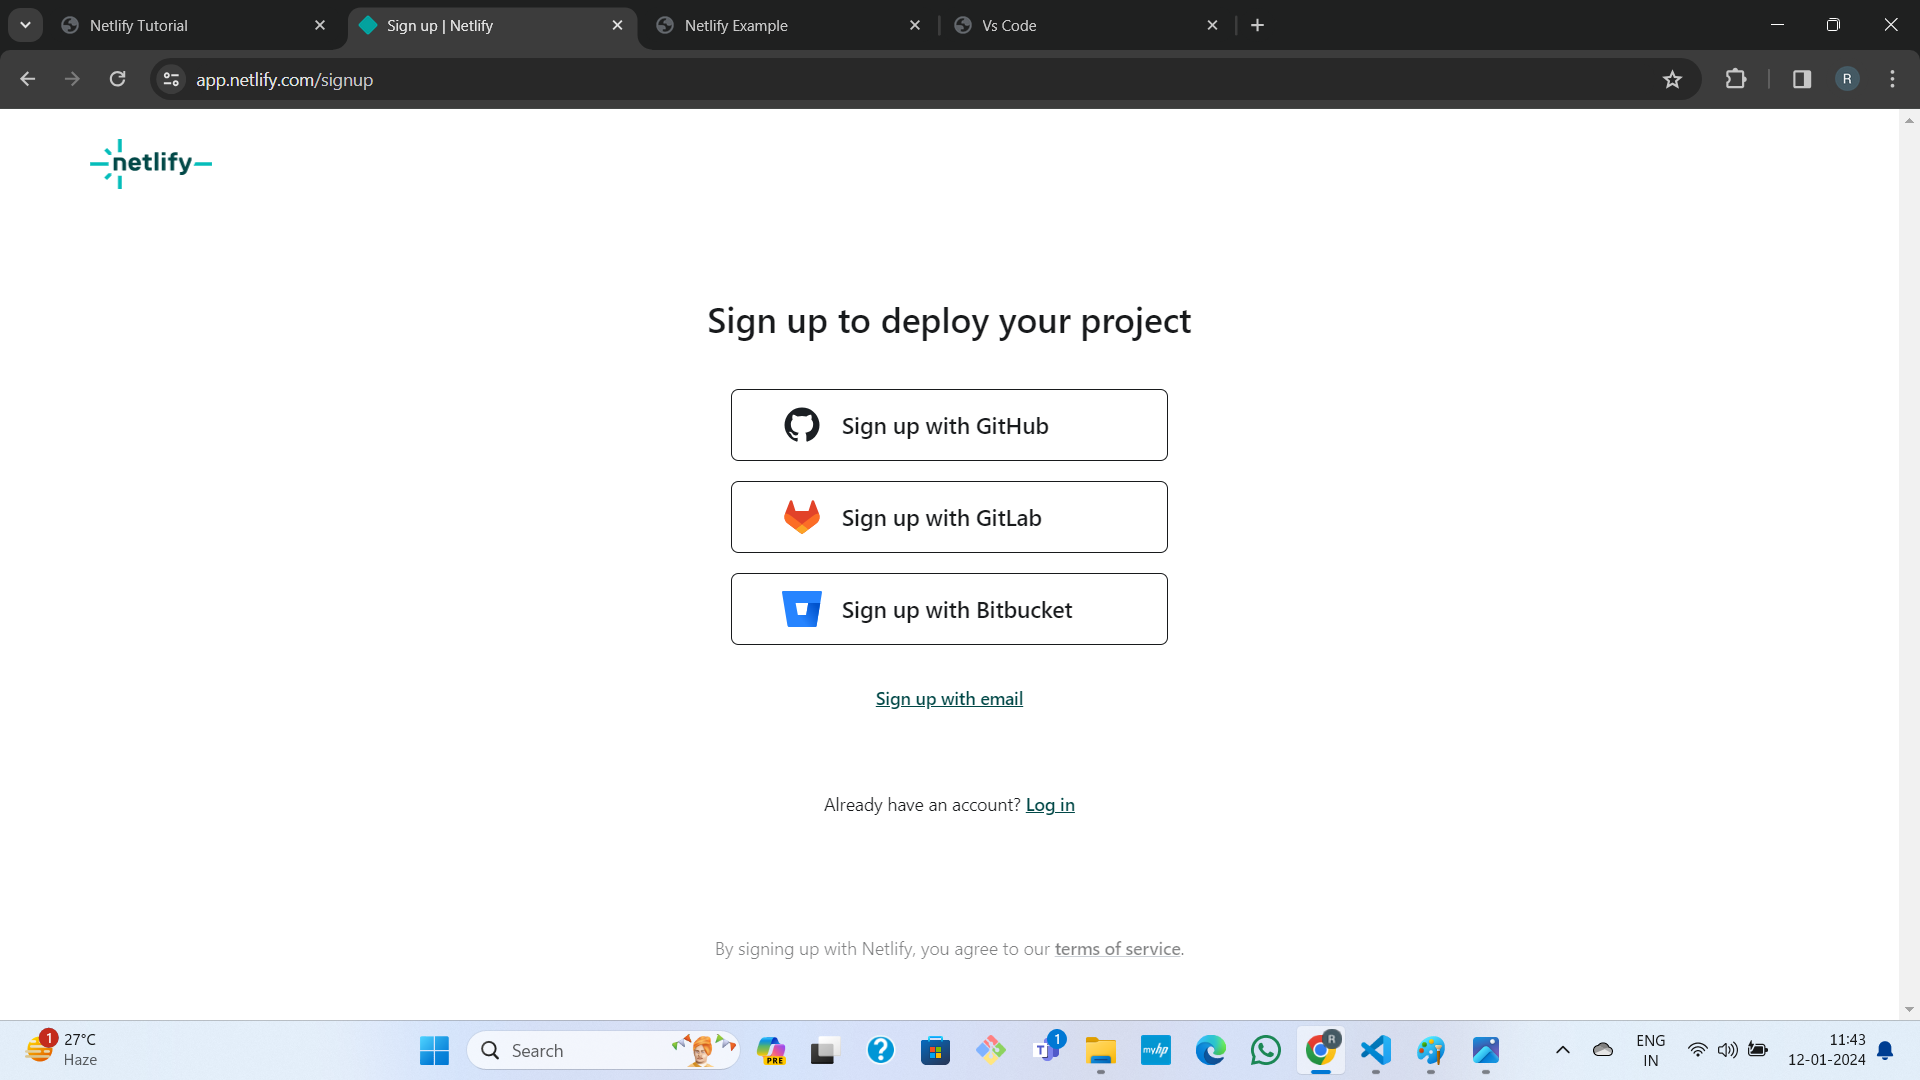 Netlify Tutorial
Sign up | Netlify
Netlify Example
Vs Code
app.netlify.com/signup
R
netlify
Sign up to deploy your project
Sign up with GitHub
Sign up with GitLab
Sign up with Bitbucket
Sign up with email
Already have an account? Log in
By signing up with Netlify, you agree to our terms of service.
1
27°C
Haze
Search
PRE
T
1
myhp
R
ENG
IN
11:43
12-01-2024